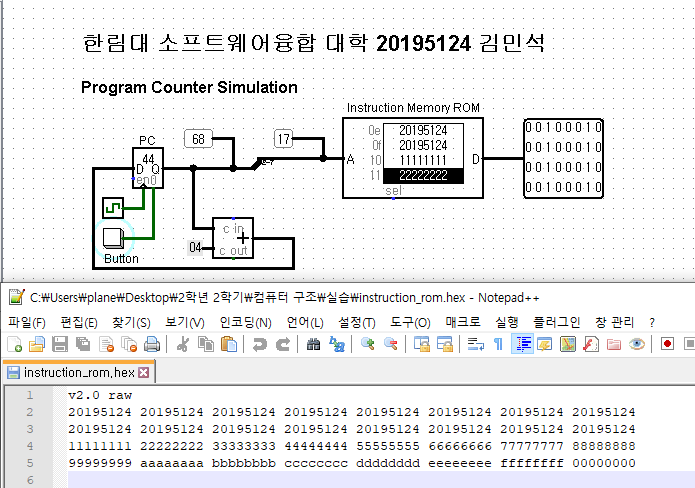 한림대 소프트웨어융합 대학 20195124 김민석
Program Counter Simulation
Instruction Memory ROM
PC
68
17
0e 20195124
0f 20195124
10 11111111
11 22222222
A
D
sel
44
D Q
en0
2-7
0 0 1 0 0 0 1 0
0 0 1 0 0 0 1 0
0 0 1 0 0 0 1 0
0 0 1 0 0 0 1 0
c in
+
04
c out
Button
C:₩Users₩plane₩Desktop₩2학년 2학기₩컴퓨터 구조₩실습₩instruction_rom.hex - Notepad++
파일(F) 편집(E) 찾기(S) 보기(V) 인코딩(N) 언어(L) 설정(T) 도구(O) 매크로 실행 플러그인 창 관리 ?
instruction_rom.hex
1 v2.0 raw
2 20195124 20195124 20195124 20195124 20195124 20195124 20195124 20195124
3 20195124 20195124 20195124 20195124 20195124 20195124 20195124 20195124
4 11111111 22222222 33333333 44444444 55555555 66666666 77777777 88888888
5 99999999 aaaaaaaa bbbbbbbb cccccccc dddddddd eeeeeeee ffffffff 00000000
6